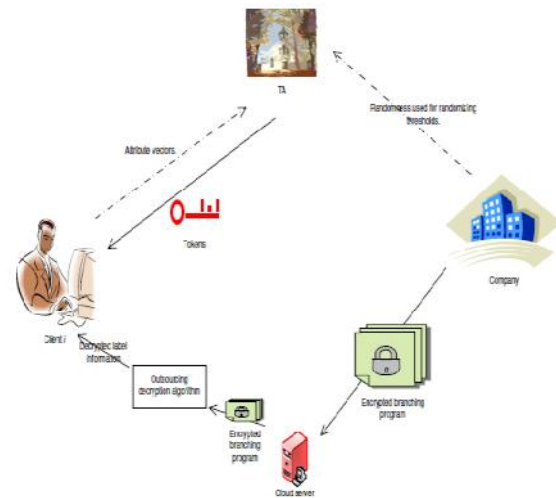 TA
Randomness used for randomizing
thresholds.
Attribute vectors.
Tokens
Company
Client i
Decrypted label
information
Outsourcing
decryption algorithm
Encrypted branching
program
Encrypted
branching
program
Cloud server